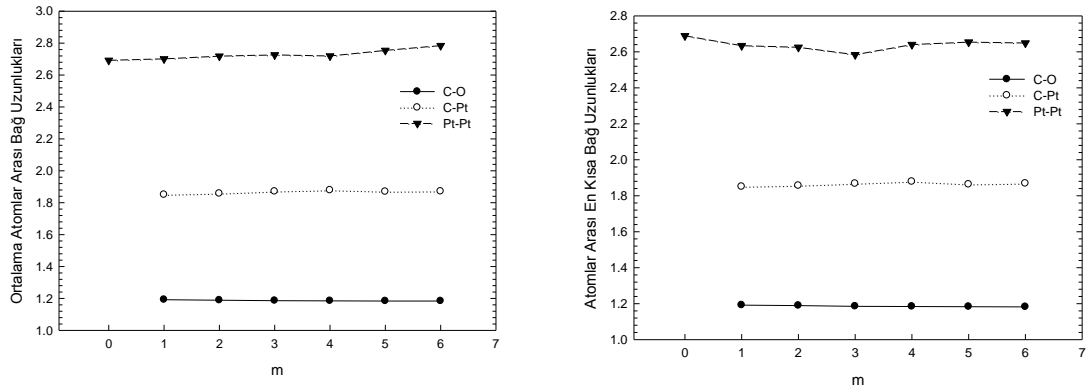 Ortalama Atomlar Arası Bağ Uzunlukları
3.0
2.8
2.6
2.4
2.2
2.0
1.8
1.6
1.4
1.2
1.0
C-O
C-Pt
Pt-Pt
0 1 2 3 4 5 6 7
m
Atomlar Arası En Kısa Bağ Uzunlukları
2.8
2.6
2.4
2.2
2.0
1.8
1.6
1.4
1.2
1.0
C-O
C-Pt
Pt-Pt
0 1 2 3 4 5 6 7
m